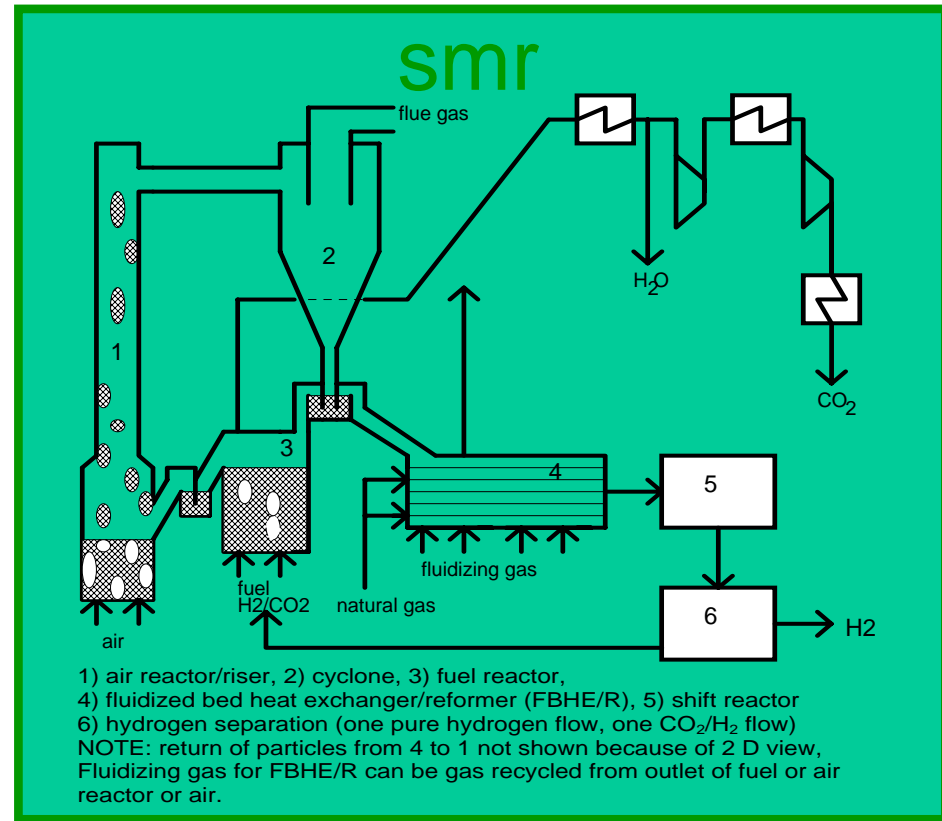 smr
flue gas
2
H2O
1
CO2
3
4
5
fluidizing gas
fuel
H2/CO2
natural gas
6
H2
air
1) air reactor/riser, 2) cyclone, 3) fuel reactor,
4) fluidized bed heat exchanger/reformer (FBHE/R), 5) shift reactor
6) hydrogen separation (one pure hydrogen flow, one CO₂/H₂ flow)
NOTE: return of particles from 4 to 1 not shown because of 2 D view,
Fluidizing gas for FBHE/R can be gas recycled from outlet of fuel or air
reactor or air.